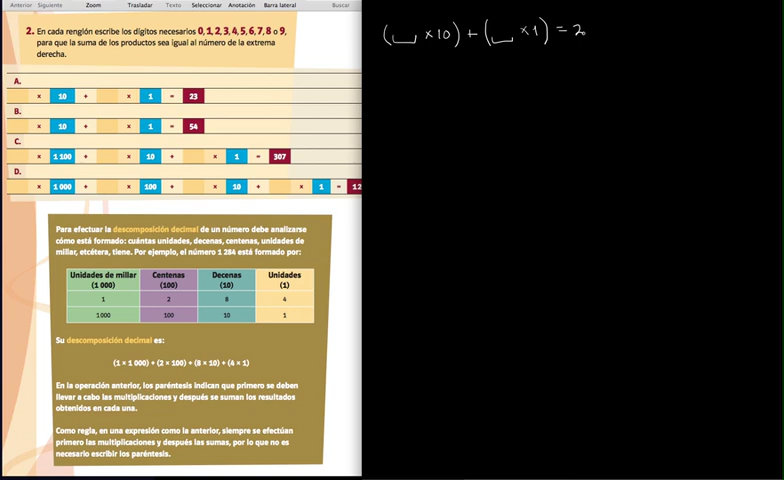 Anterior Siguiente Zoom Trasladar Texto Seleccionar Anotación Barra lateral Buscar
2. En cada renglón escribe los dígitos necesarios 0, 1, 2, 3, 4, 5, 6, 7, 8 o 9,
para que la suma de los productos sea igual al número de la extrema
derecha.
A.
× 10 + × 1 = 23
B.
× 10 + × 1 = 54
C.
× 1 100 + × 10 + × 1 = 307
D.
× 1 000 + × 100 + × 10 + × 1 = 12
Para efectuar la descomposición decimal de un número debe analizarse
cómo está formado: cuántas unidades, decenas, centenas, unidades de
millar, etcétera, tiene. Por ejemplo, el número 1 284 está formado por:
Unidades de millar (1 000) Centenas (100) Decenas (10) Unidades (1)
1 2 8 4
1 000 100 10 1
Su descomposición decimal es:
(1 × 1 000) + (2 × 100) + (8 × 10) + (4 × 1)
En la operación anterior, los paréntesis indican que primero se deben
llevar a cabo las multiplicaciones y después se suman los resultados
obtenidos en cada una.
Como regla, en una expresión como la anterior, siempre se efectúan
primero las multiplicaciones y después las sumas, por lo que no es
necesario escribir los paréntesis.
(_ × 10) + (_ × 1) = 2